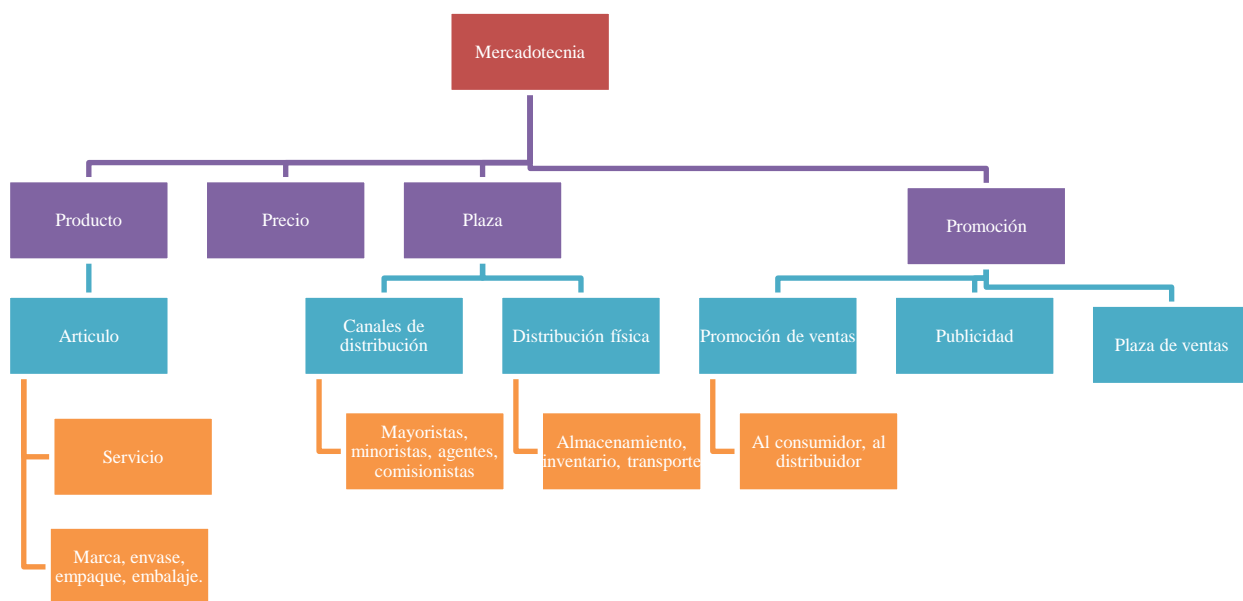 Mercadotecnia
Producto
Precio
Plaza
Promoción
Articulo
Canales de
distribución
Distribución física
Promoción de ventas
Publicidad
Plaza de ventas
Servicio
Mayoristas,
minoristas, agentes,
comisionistas
Almacenamiento,
inventario, transporte
Al consumidor, al
distribuidor
Marca, envase,
empaque, embalaje.